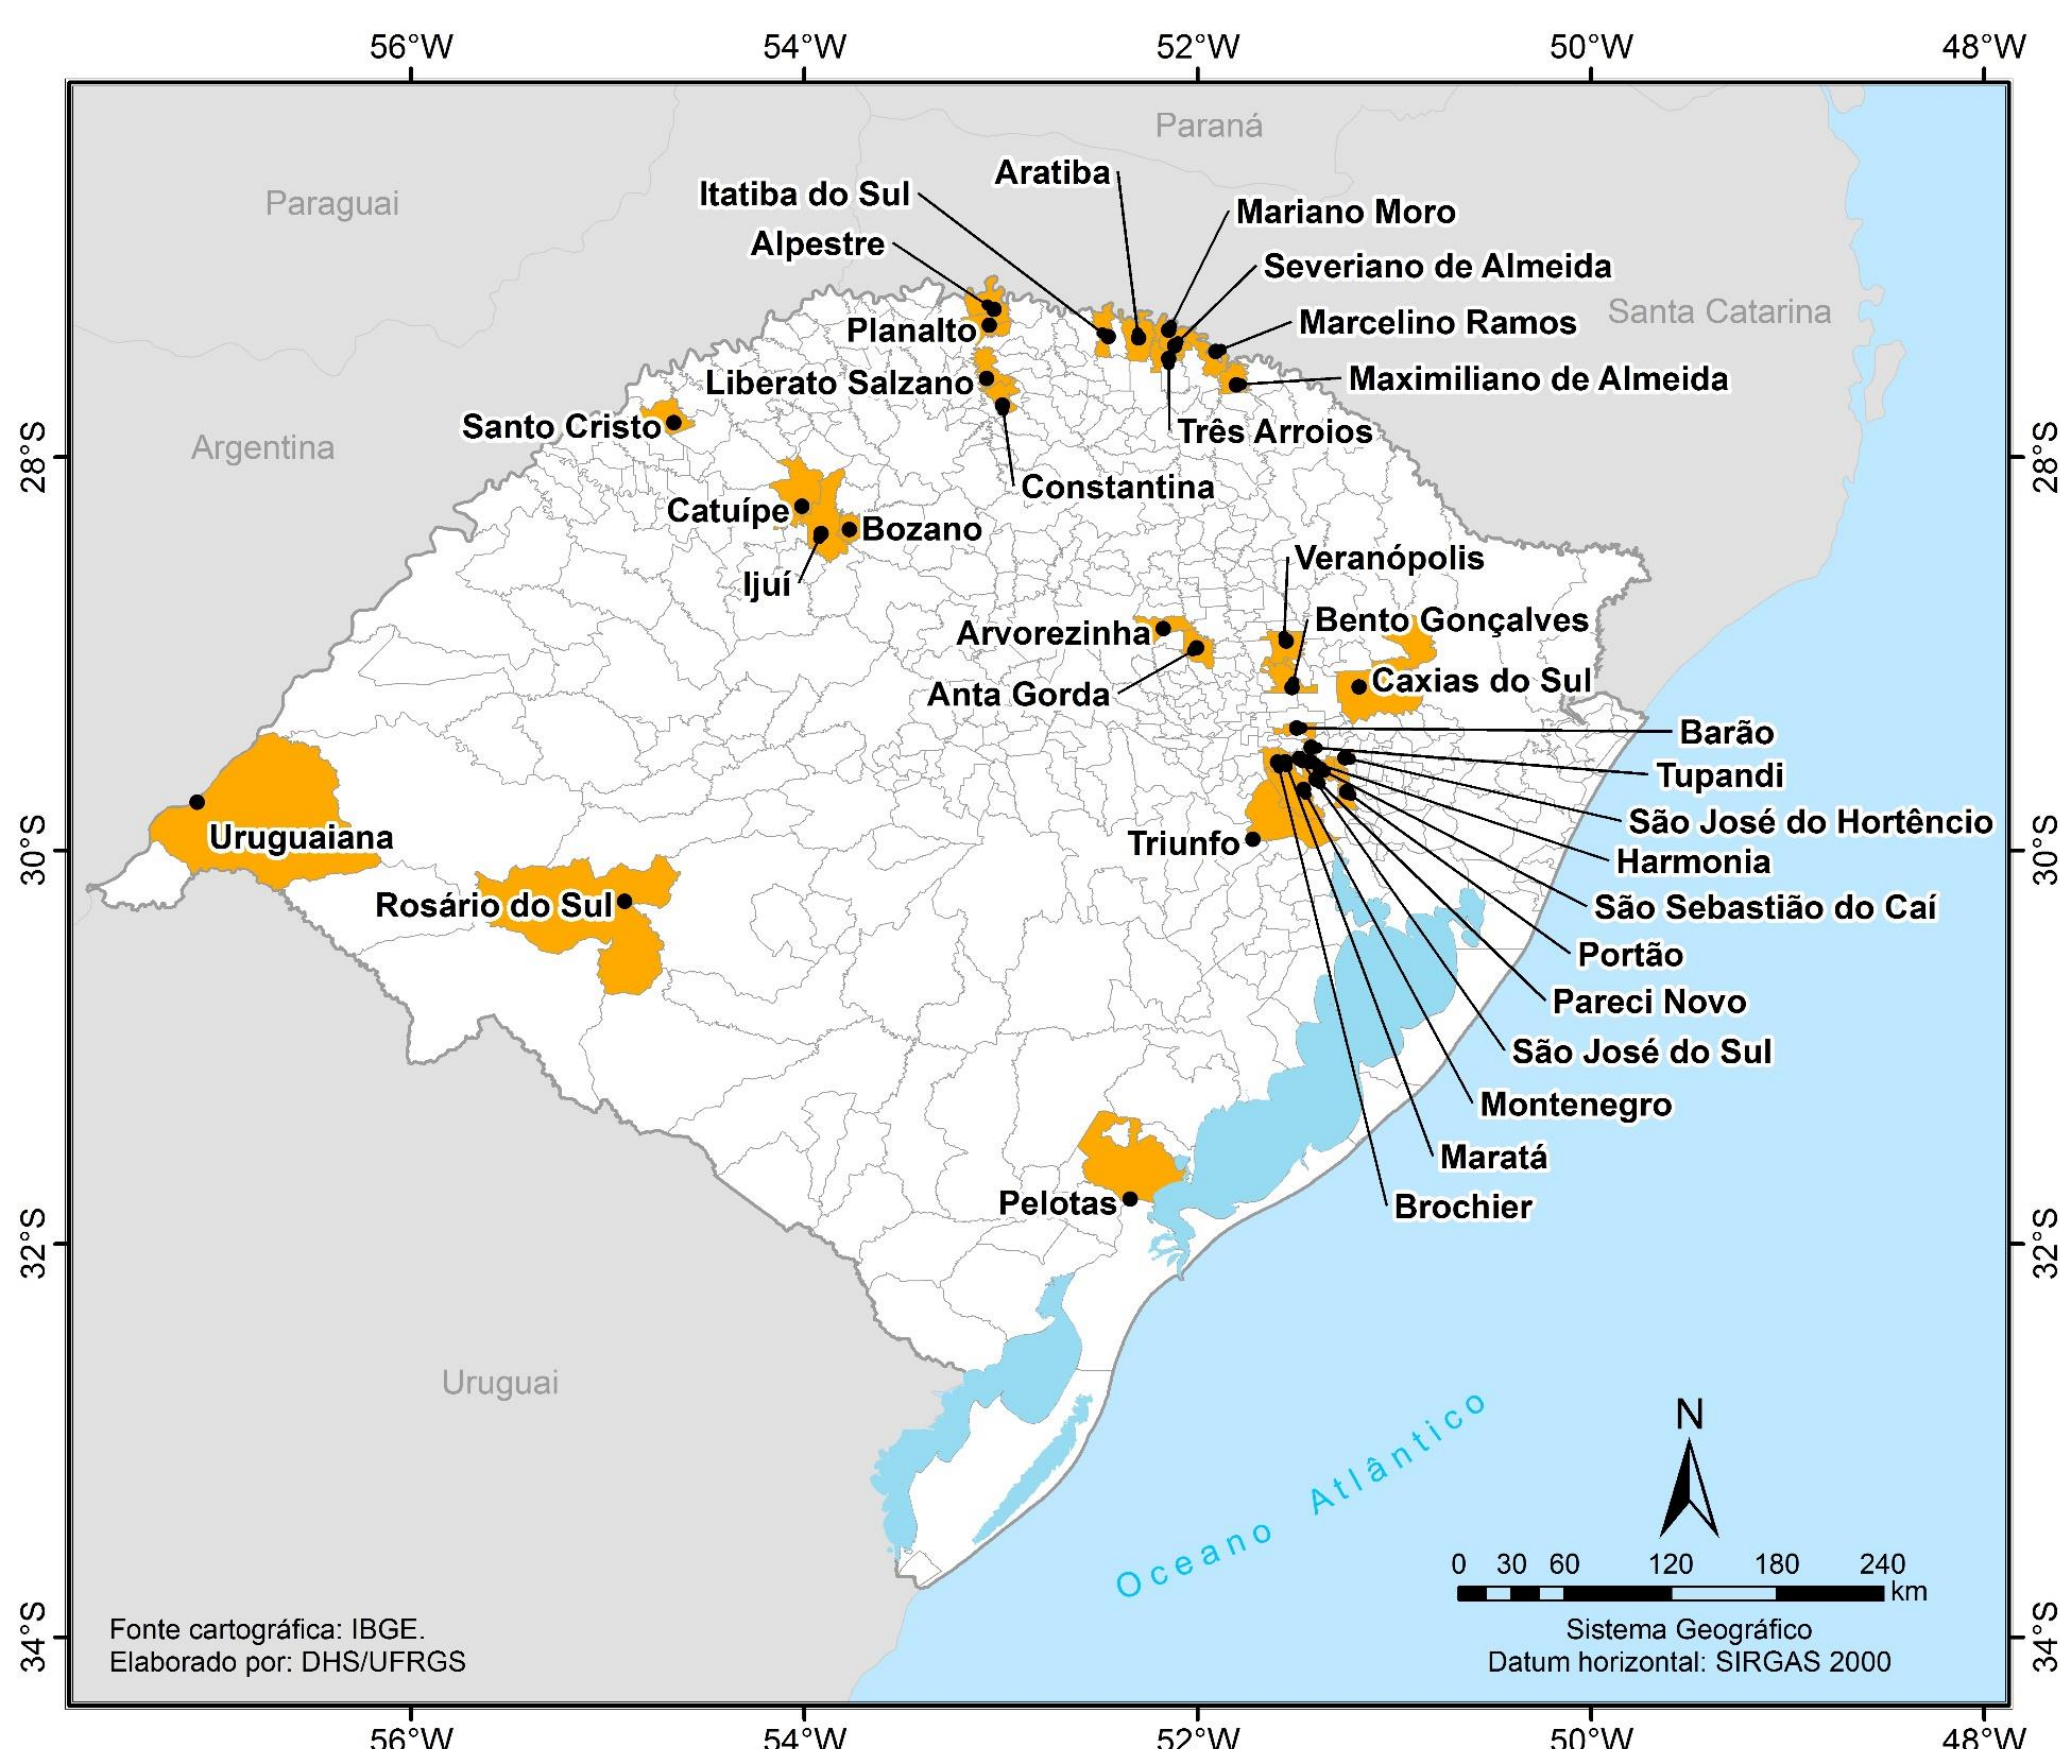 56°W 54°W 52°W 50°W 48°W
Paraná
Aratiba
Itatiba do Sul
Paraguai
Mariano Moro
Alpestre
Severiano de Almeida
Santa Catarina
Marcelino Ramos
Planalto
Maximiliano de Almeida
Liberato Salzano
Santo Cristo
Três Arroios
Argentina
28°S 28°S
Constantina
Catuípe
Bozano
Veranópolis
Ijuí
Bento Gonçalves
Arvorezinha
Caxias do Sul
Anta Gorda
Barão
Tupandi
São José do Hortêncio
Uruguaiana
Triunfo
30°S 30°S
Harmonia
Rosário do Sul
São Sebastião do Caí
Portão
Pareci Novo
São José do Sul
Montenegro
Maratá
Pelotas
Brochier
32°S 32°S
Uruguai
Oceano Atlântico
N
0 30 60 120 180 240
km
Fonte cartográfica: IBGE.
Elaborado por: DHS/UFRGS
Sistema Geográfico
Datum horizontal: SIRGAS 2000
34°S 34°S
56°W 54°W 52°W 50°W 48°W